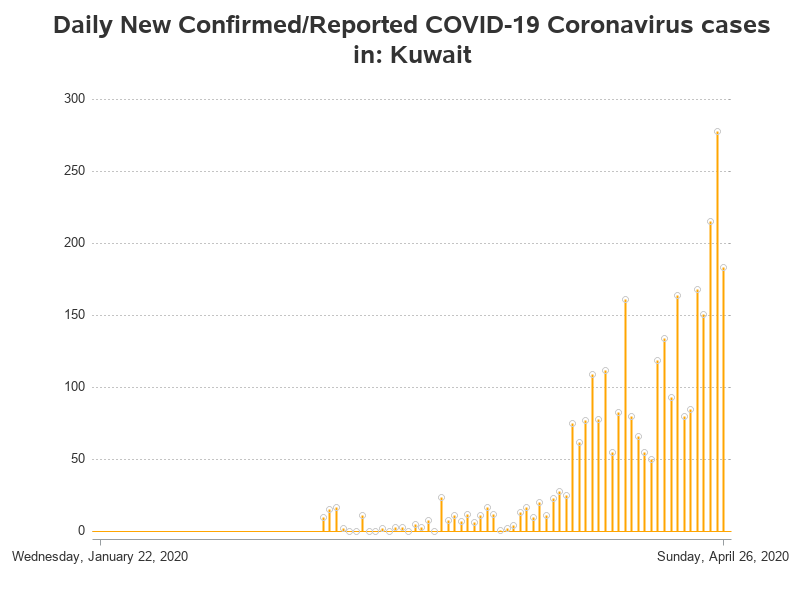 Daily New Confirmed/Reported COVID-19 Coronavirus cases
in: Kuwait
300
250
200
150
100
50
0
Wednesday, January 22, 2020
Sunday, April 26, 2020